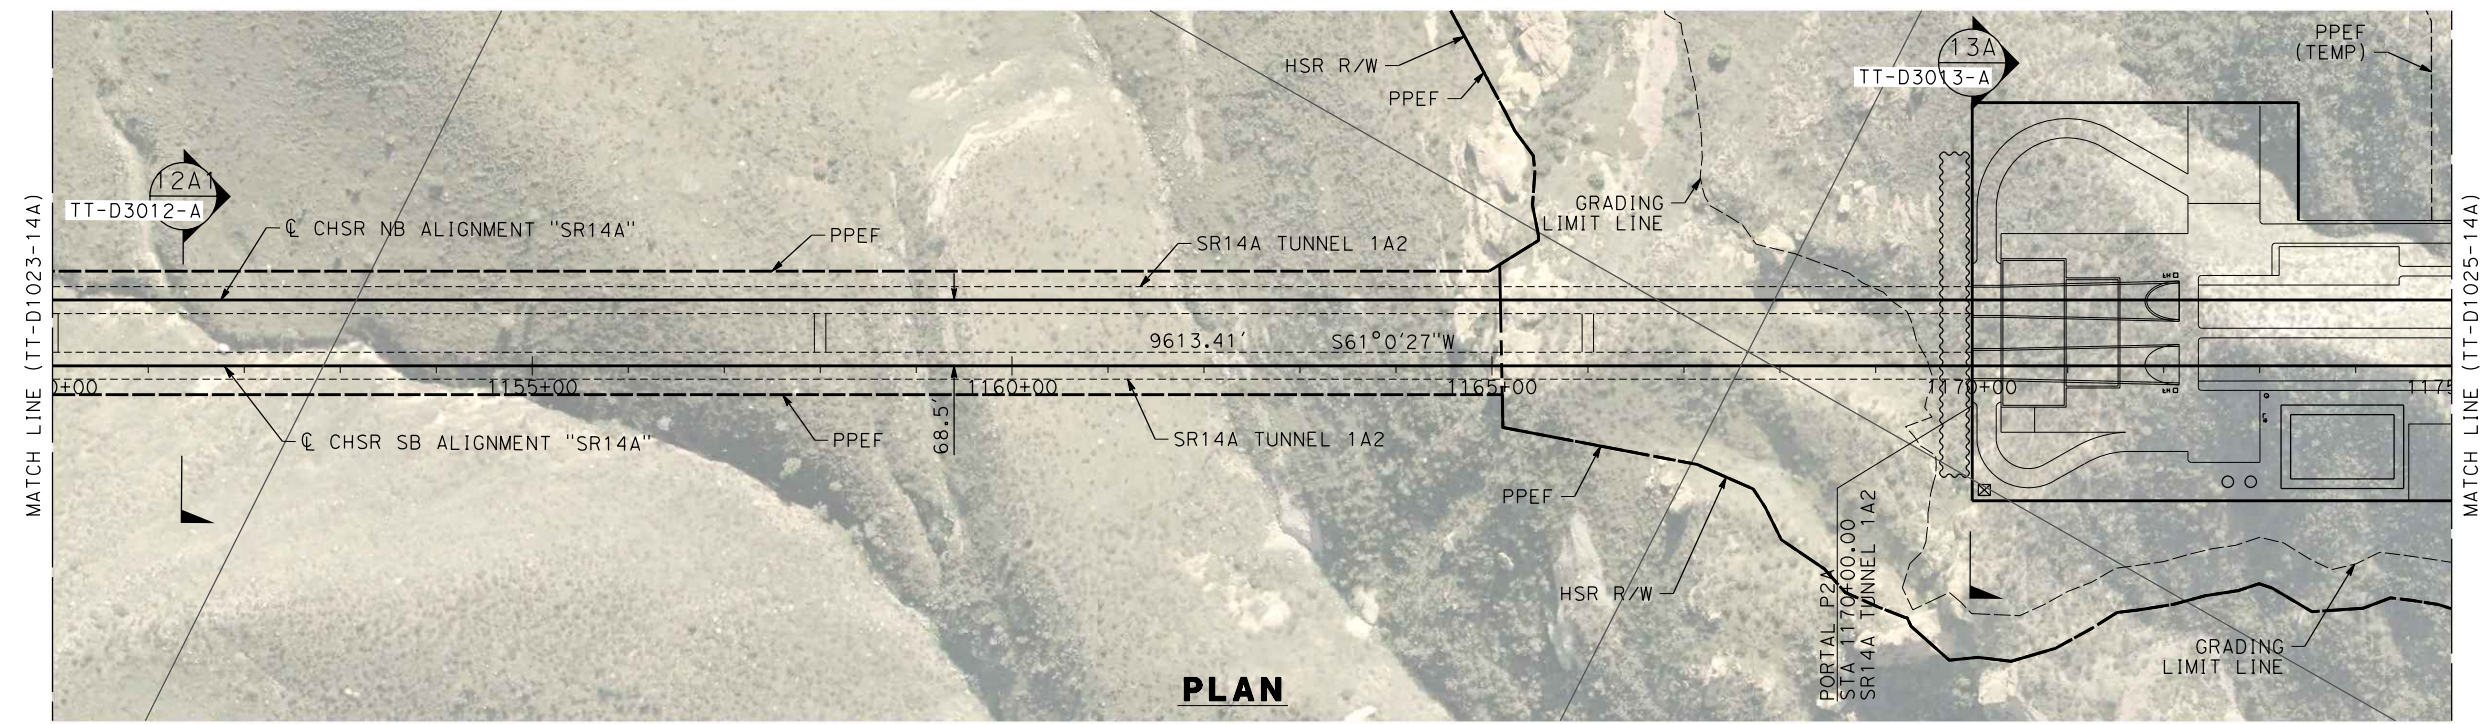 MATCH LINE (TT-D1023-14A)
12A1
TT-D3012-A
℄ CHSR NB ALIGNMENT "SR14A"
PPEF
SR14A TUNNEL 1A2
HSR R/W
PPEF
GRADING
LIMIT LINE
13A
TT-D3013-A
PPEF
(TEMP)
9613.41'
S61°0'27"W
0+00
1155+00
1160+00
1165+00
1170+00
1175
68.5'
℄ CHSR SB ALIGNMENT "SR14A"
PPEF
SR14A TUNNEL 1A2
PPEF
HSR R/W
PORTAL P2A
STA 1170+00.00
SR14A TUNNEL 1A2
GRADING
LIMIT LINE
PLAN
MATCH LINE (TT-D1025-14A)